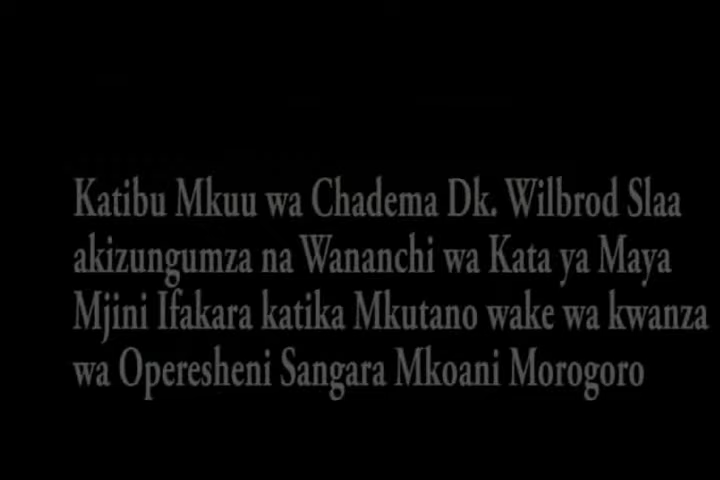 Katibu Mkuu wa Chadema Dk. Wilbrod Slaa
akizungumza na Wananchi wa Kata ya Maya
Mjini Ifakara katika Mkutano wake wa kwanza
wa Operesheni Sangara Mkoani Morogoro